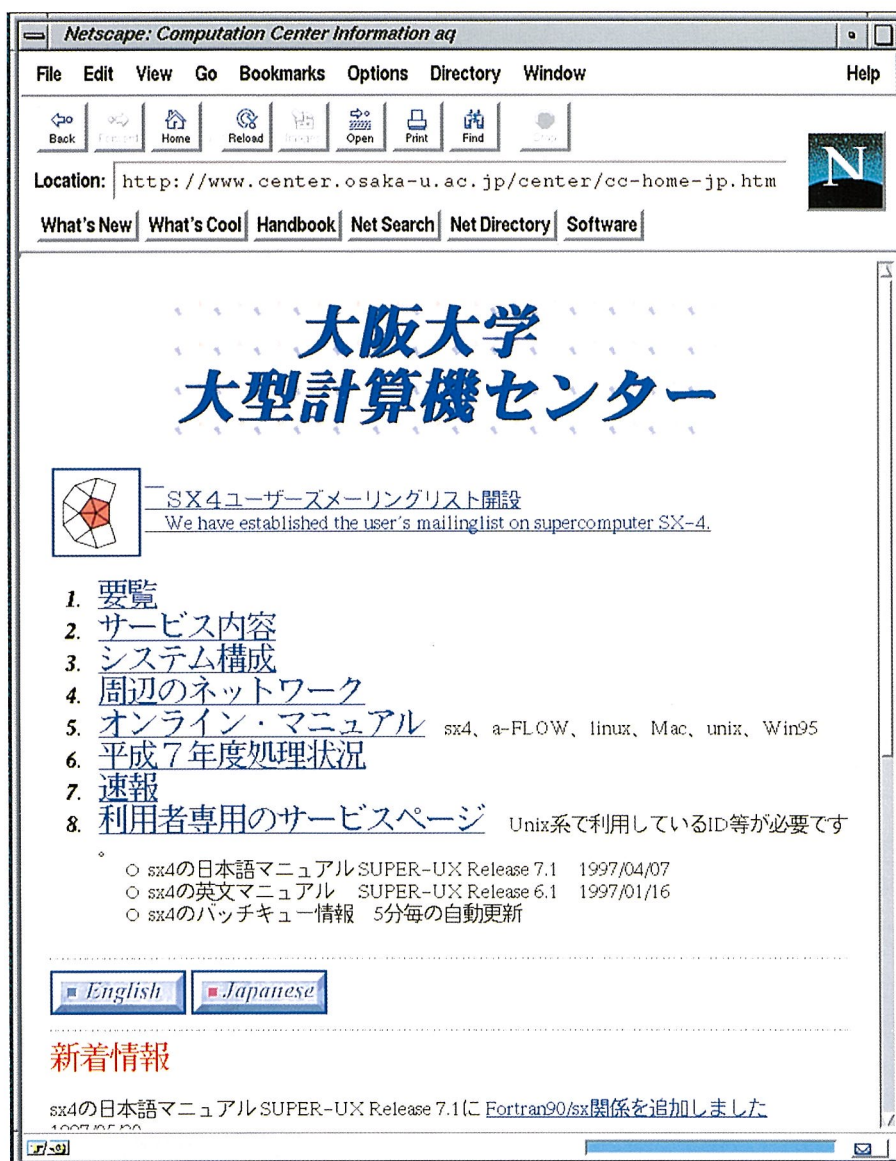 Netscape: Computation Center Information aq
File Edit View Go Bookmarks Options Directory Window Help
Back Home Reload Open Print Find
Location: http://www.center.osaka-u.ac.jp/center/cc-home-jp.htm
N
What's New What's Cool Handbook Net Search Net Directory Software
大阪大学
大型計算機センター
SX4ユーザーズメーリングリスト開設
We have established the user's mailinglist on supercomputer SX-4.
1. 要覧
2. サービス内容
3. システム構成
4. 周辺のネットワーク
5. オンライン・マニュアル sx4、a-FLOW、linux、Mac、unix、Win95
6. 平成7年度処理状況
7. 速報
8. 利用者専用のサービスページ Unix系で利用しているID等が必要です
sx4の日本語マニュアル SUPER-UX Release 7.1 1997/04/07
sx4の英文マニュアル SUPER-UX Release 6.1 1997/01/16
sx4のバッチキュー情報 5分毎の自動更新
English Japanese
新着情報
sx4の日本語マニュアル SUPER-UX Release 7.1に Fortran90/sx関係を追加しました